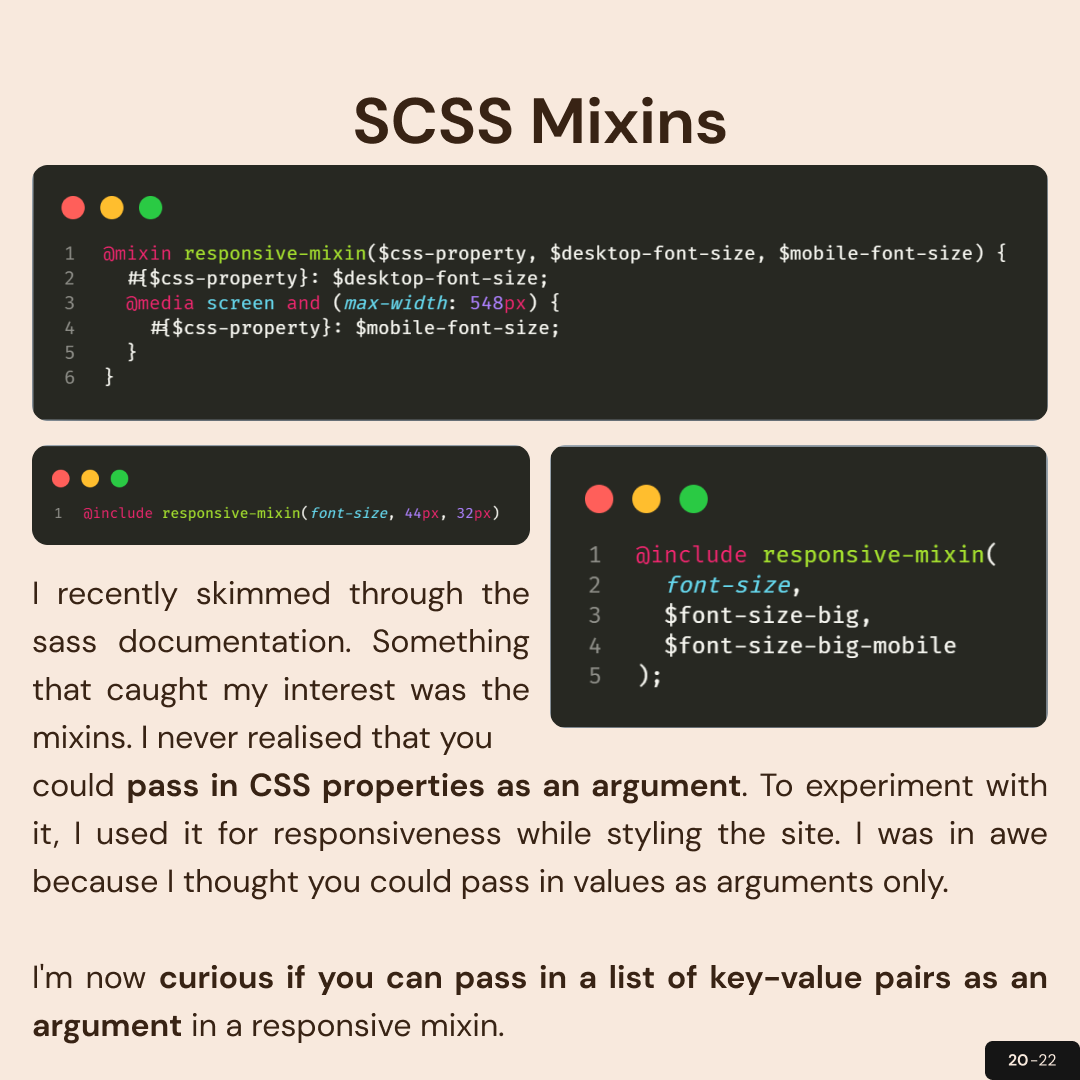 SCSS Mixins
1 @mixin responsive-mixin($css-property, $desktop-font-size, $mobile-font-size) {
2   #{$css-property}: $desktop-font-size;
3   @media screen and (max-width: 548px) {
4     #{$css-property}: $mobile-font-size;
5   }
6 }
1 @include responsive-mixin(font-size, 44px, 32px)
1 @include responsive-mixin(
2   font-size,
3   $font-size-big,
4   $font-size-big-mobile
5 );
I recently skimmed through the
sass documentation. Something
that caught my interest was the
mixins. I never realised that you
could pass in CSS properties as an argument. To experiment with
it, I used it for responsiveness while styling the site. I was in awe
because I thought you could pass in values as arguments only.
I'm now curious if you can pass in a list of key-value pairs as an
argument in a responsive mixin.
20-22